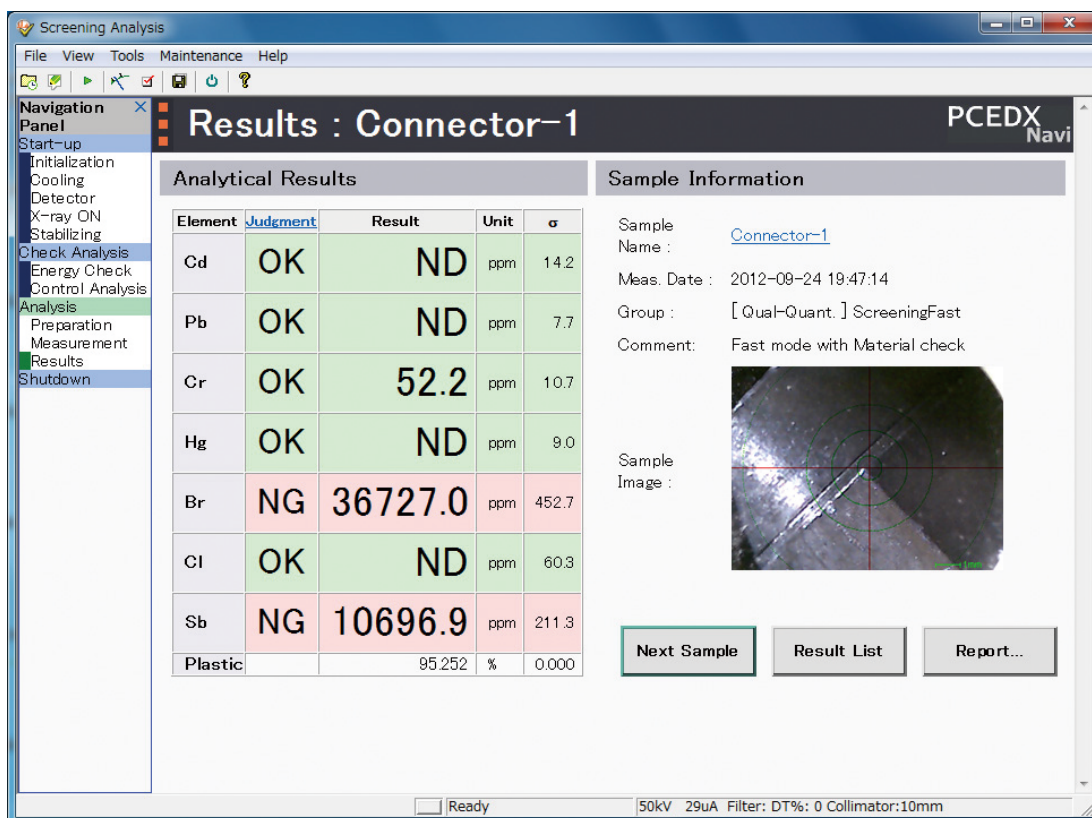 Screening Analysis
File View Tools Maintenance Help
Navigation Panel
Start-up
Initialization
Cooling
Detector
X-ray ON
Stabilizing
Check Analysis
Energy Check
Control Analysis
Analysis
Preparation
Measurement
Results
Shutdown
Results : Connector-1
PCEDX Navi
Analytical Results
Element Judgment Result Unit σ
Cd OK ND ppm 14.2
Pb OK ND ppm 7.7
Cr OK 52.2 ppm 10.7
Hg OK ND ppm 9.0
Br NG 36727.0 ppm 452.7
Cl OK ND ppm 60.3
Sb NG 10696.9 ppm 211.3
Plastic 95.252 % 0.000
Sample Information
Sample Name : Connector-1
Meas. Date : 2012-09-24 19:47:14
Group : [ Qual-Quant. ] ScreeningFast
Comment: Fast mode with Material check
Sample Image :
1mm
Next Sample Result List Report...
Ready 50kV 29uA Filter: DT%: 0 Collimator:10mm